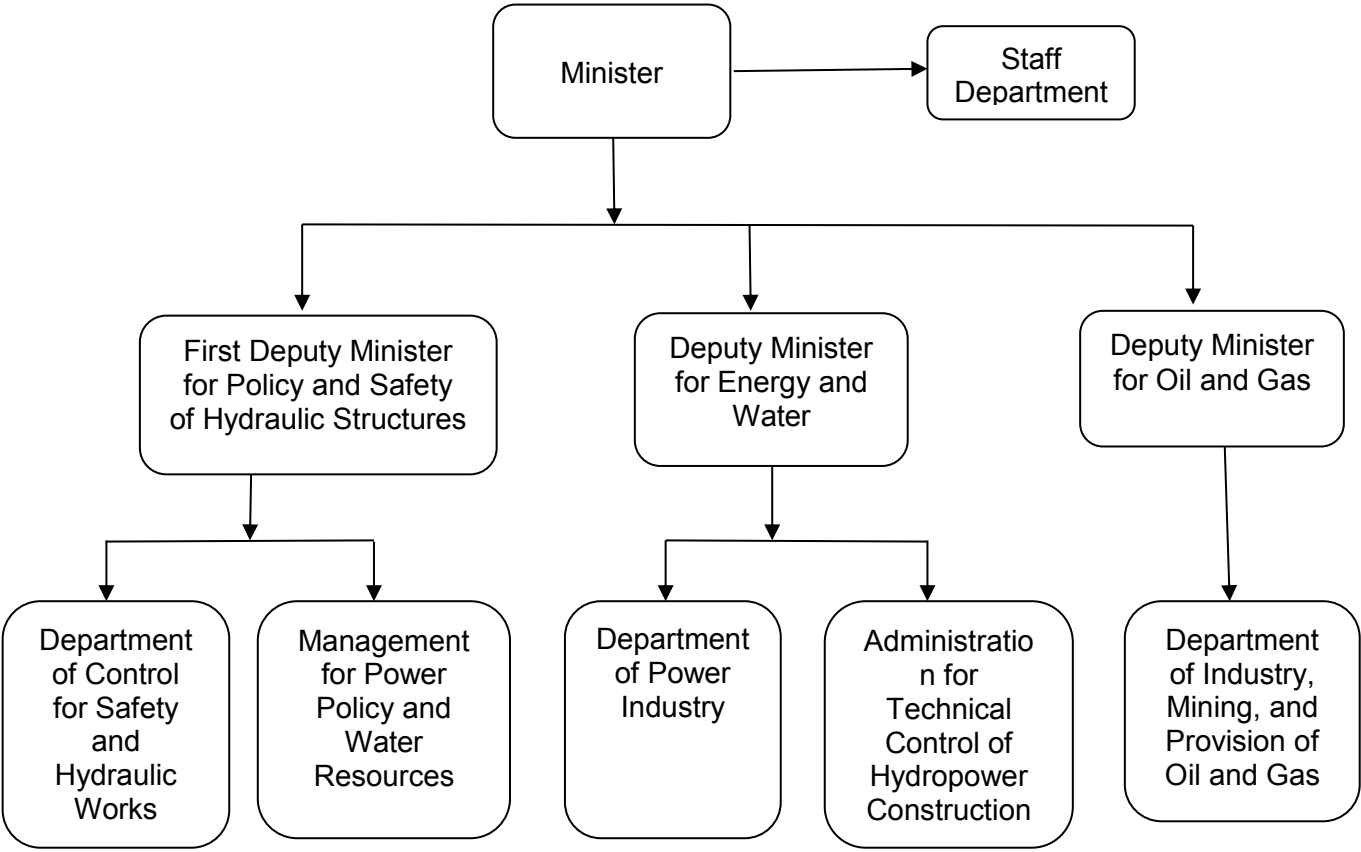 Minister
Staff
Department
First Deputy Minister
for Policy and Safety
of Hydraulic Structures
Deputy Minister
for Energy and
Water
Deputy Minister
for Oil and Gas
Department
of Control
for Safety
and
Hydraulic
Works
Management
for Power
Policy and
Water
Resources
Department
of Power
Industry
Administratio
n for
Technical
Control of
Hydropower
Construction
Department
of Industry,
Mining, and
Provision of
Oil and Gas